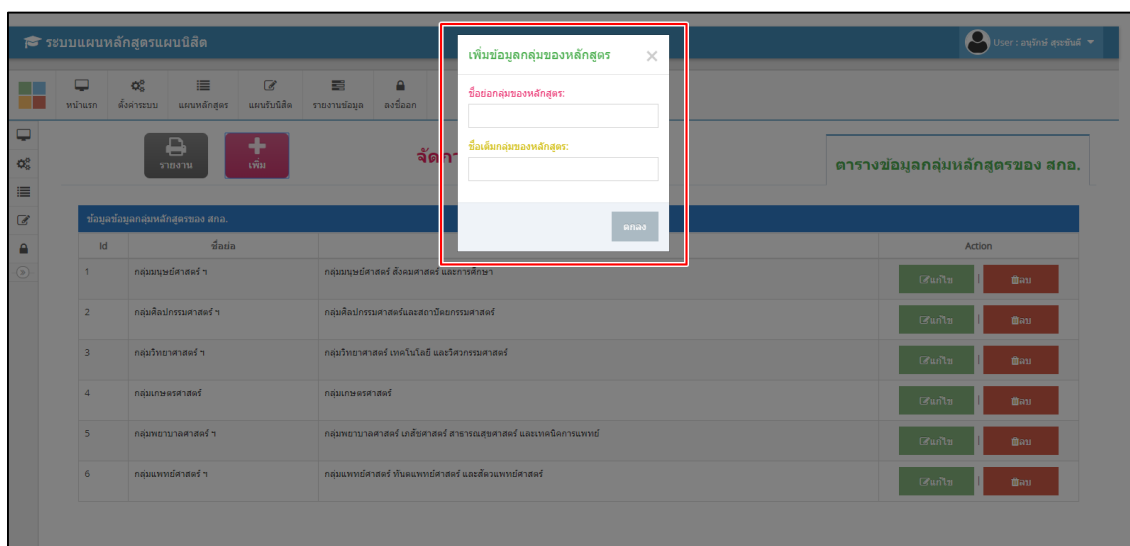 ระบบแผนหลักสูตรแผนนิสิต
User : อนุรักษ์ สุระขันตี
หน้าแรก ตั้งค่าระบบ แผนหลักสูตร แผนรับนิสิต รายงานข้อมูล ลงชื่ออก
เพิ่มข้อมูลกลุ่มของหลักสูตร ×
ชื่อย่อกลุ่มของหลักสูตร:
ชื่อเต็มกลุ่มของหลักสูตร:
ตกลง
รายงาน เพิ่ม
จัดกา
ตารางข้อมูลกลุ่มหลักสูตรของ สกอ.
ข้อมูลข้อมูลกลุ่มหลักสูตรของ สกอ.
Id ชื่อย่อ Action
1 กลุ่มมนุษย์ศาสตร์ ฯ กลุ่มมนุษย์ศาสตร์ สังคมศาสตร์ และการศึกษา แก้ไข | ลบ
2 กลุ่มศิลปกรรมศาสตร์ ฯ กลุ่มศิลปกรรมศาสตร์และสถาปัตยกรรมศาสตร์ แก้ไข | ลบ
3 กลุ่มวิทยาศาสตร์ ฯ กลุ่มวิทยาศาสตร์ เทคโนโลยี และวิศวกรรมศาสตร์ แก้ไข | ลบ
4 กลุ่มเกษตรศาสตร์ กลุ่มเกษตรศาสตร์ แก้ไข | ลบ
5 กลุ่มพยาบาลศาสตร์ ฯ กลุ่มพยาบาลศาสตร์ เภสัชศาสตร์ สาธารณสุขศาสตร์ และเทคนิคการแพทย์ แก้ไข | ลบ
6 กลุ่มแพทย์ศาสตร์ ฯ กลุ่มแพทย์ศาสตร์ ทันตแพทย์ศาสตร์ และสัตวแพทย์ศาสตร์ แก้ไข | ลบ